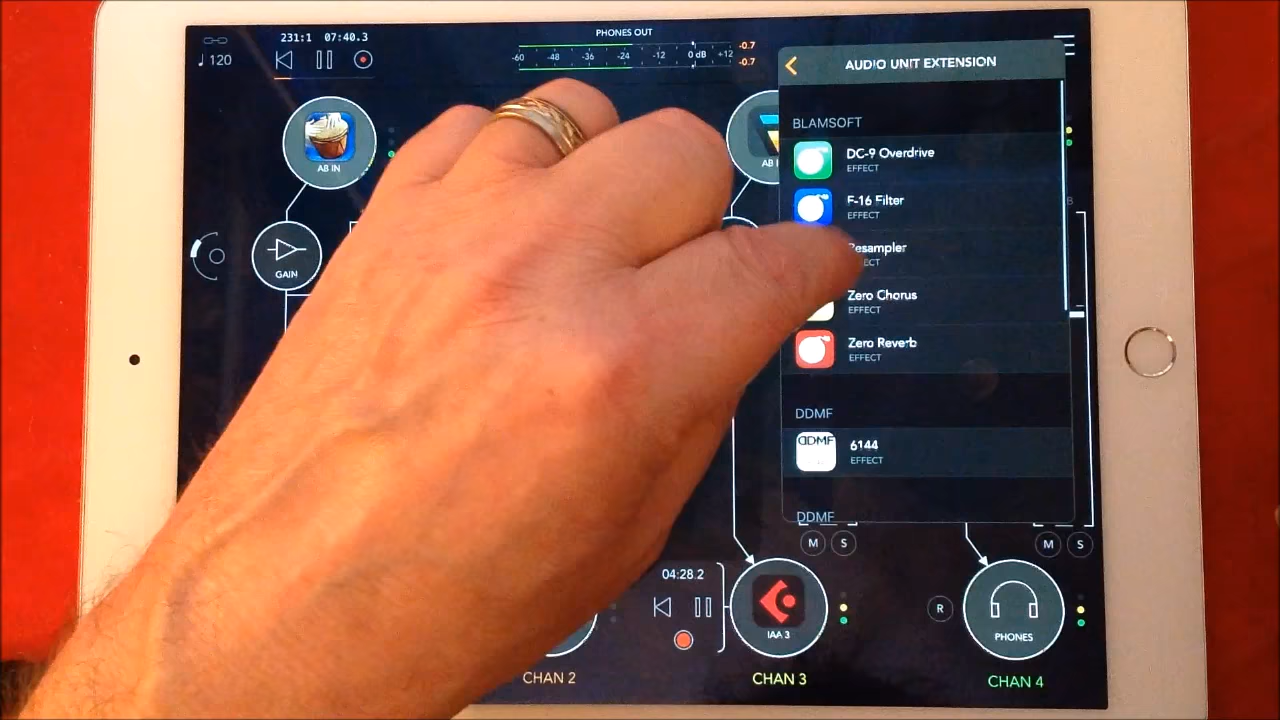 231:1 07:40.3
♩120
PHONES OUT
-60 -48 -36 -24 -12 0 dB +12
-0.7
-0.7
AUDIO UNIT EXTENSION
AB IN
AB
GAIN
BLAMSOFT
DC-9 Overdrive
EFFECT
F-16 Filter
EFFECT
Resampler
Zero Chorus
EFFECT
Zero Reverb
EFFECT
DDMF
DDMF
6144
EFFECT
DDMF
M S
M S
04:28.2
IAA 3
R
PHONES
CHAN 2
CHAN 3
CHAN 4